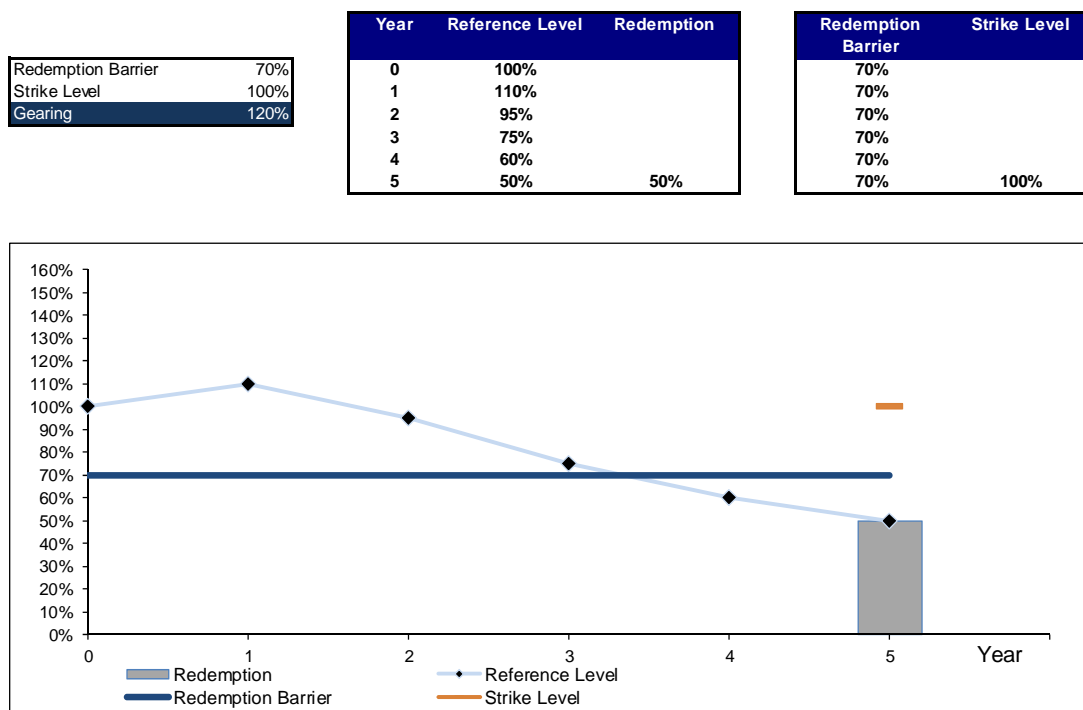 Redemption Barrier 70%
Strike Level 100%
Gearing 120%
Year Reference Level Redemption
0 100%
1 110%
2 95%
3 75%
4 60%
5 50% 50%
Redemption Strike Level
Barrier
70%
70%
70%
70%
70%
70% 100%
160%
150%
140%
130%
120%
110%
100%
90%
80%
70%
60%
50%
40%
30%
20%
10%
0%
0 1 2 3 4 5 Year
Redemption Reference Level
Redemption Barrier Strike Level